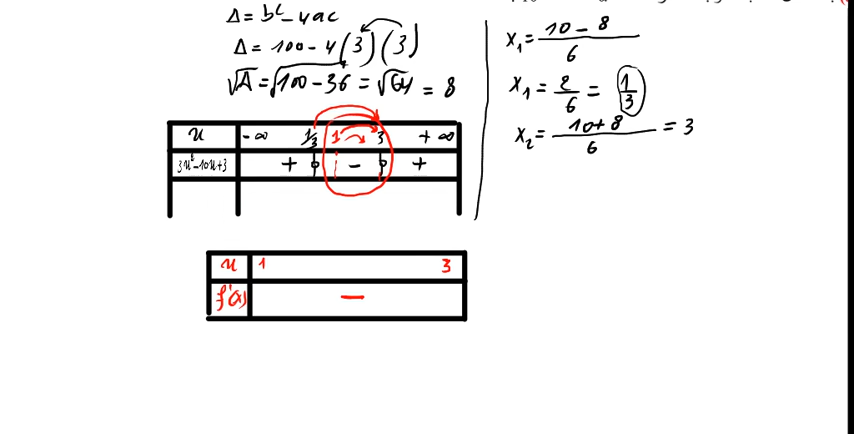 Δ = b² - 4ac
Δ = 100 - 4(3)(3)
√Δ = √100 - 36 = √64 = 8
x - ∞ 1/3 1 3 + ∞
3x² - 10x + 3 + 0 - 0 +
x 1 3
f'(x) -
x₁ = 10 - 8 / 6
x₁ = 2/6 = 1/3
x₂ = 10 + 8 / 6 = 3